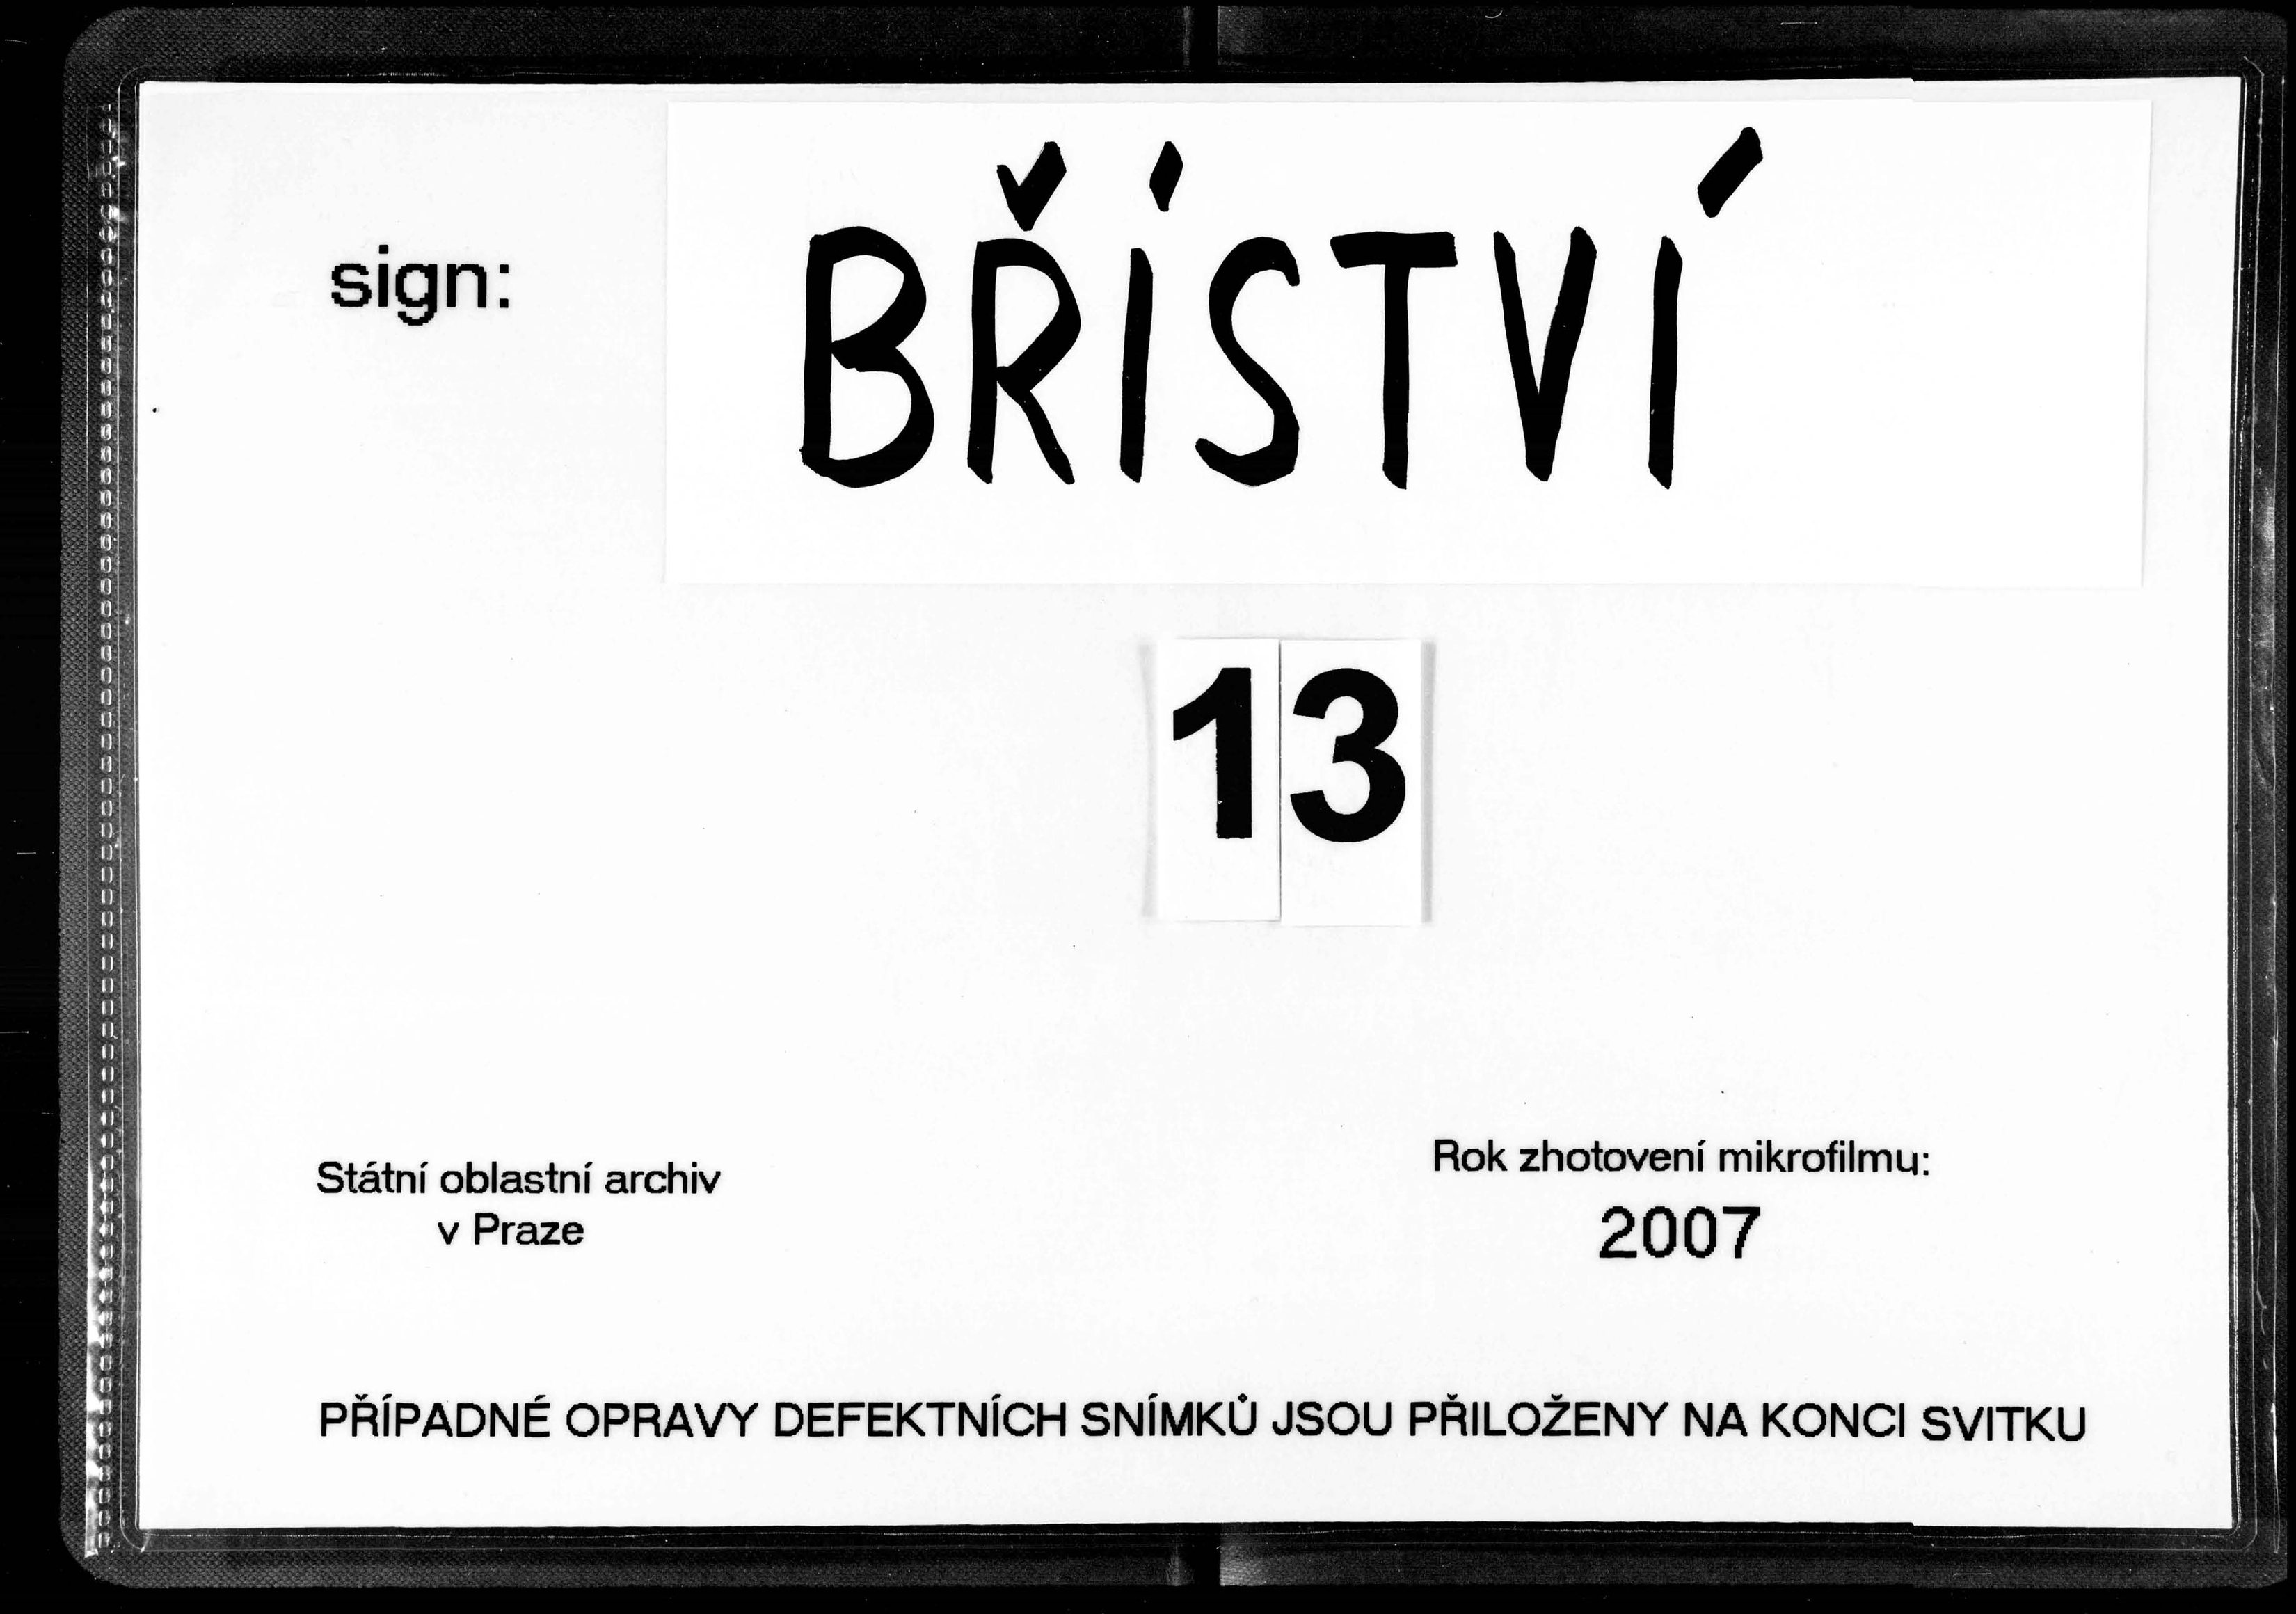 sign:
BŘÍSTVÍ
13
Státní oblastní archiv
v Praze
Rok zhotovení mikrofilmu:
2007
PŘÍPADNÉ OPRAVY DEFEKTNÍCH SNÍMKŮ JSOU PŘILOŽENY NA KONCI SVITKU